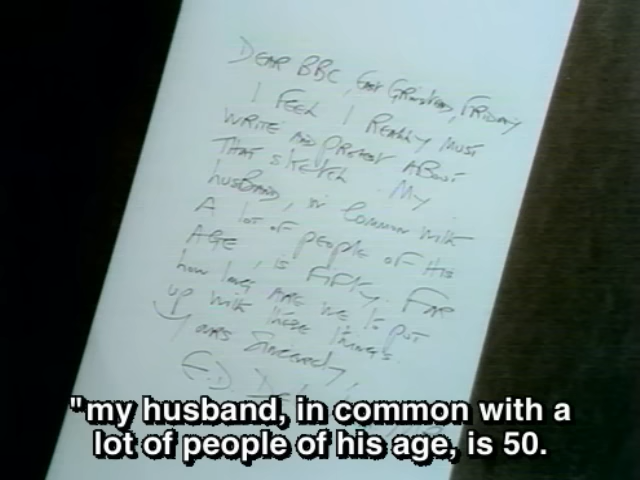 DEAR BBC, EAST GRINSTEAD, FRIDAY
I FEEL I REALLY MUST
WRITE AND PROTEST ABOUT
THAT SKETCH. MY
HUSBAND, IN COMMON WITH
A LOT OF PEOPLE OF HIS
AGE, IS FIFTY. FOR
how long ARE WE to PUT
UP WITH THESE THINGS.
YOURS Sincerely,
E.D
"my husband, in common with a
lot of people of his age, is 50.